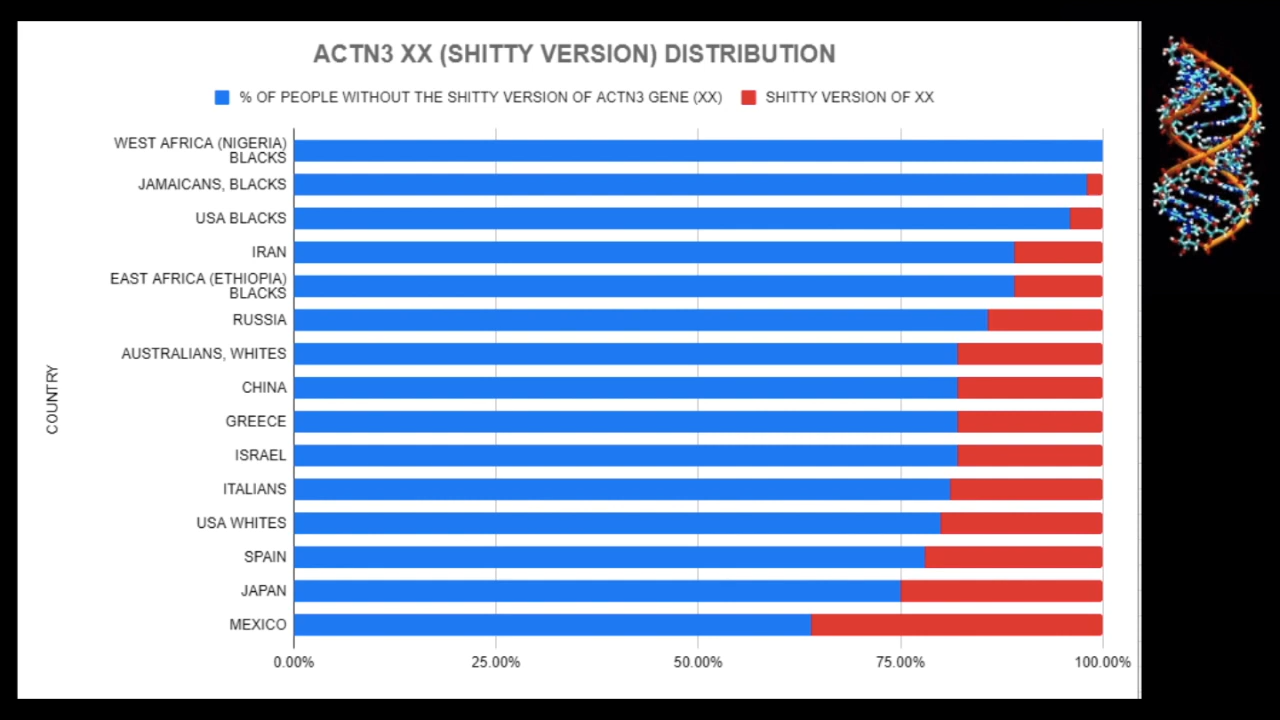 ACTN3 XX (SHITTY VERSION) DISTRIBUTION
% OF PEOPLE WITHOUT THE SHITTY VERSION OF ACTN3 GENE (XX)
SHITTY VERSION OF XX
COUNTRY
WEST AFRICA (NIGERIA)
BLACKS
JAMAICANS, BLACKS
USA BLACKS
IRAN
EAST AFRICA (ETHIOPIA)
BLACKS
RUSSIA
AUSTRALIANS, WHITES
CHINA
GREECE
ISRAEL
ITALIANS
USA WHITES
SPAIN
JAPAN
MEXICO
0.00%
25.00%
50.00%
75.00%
100.00%